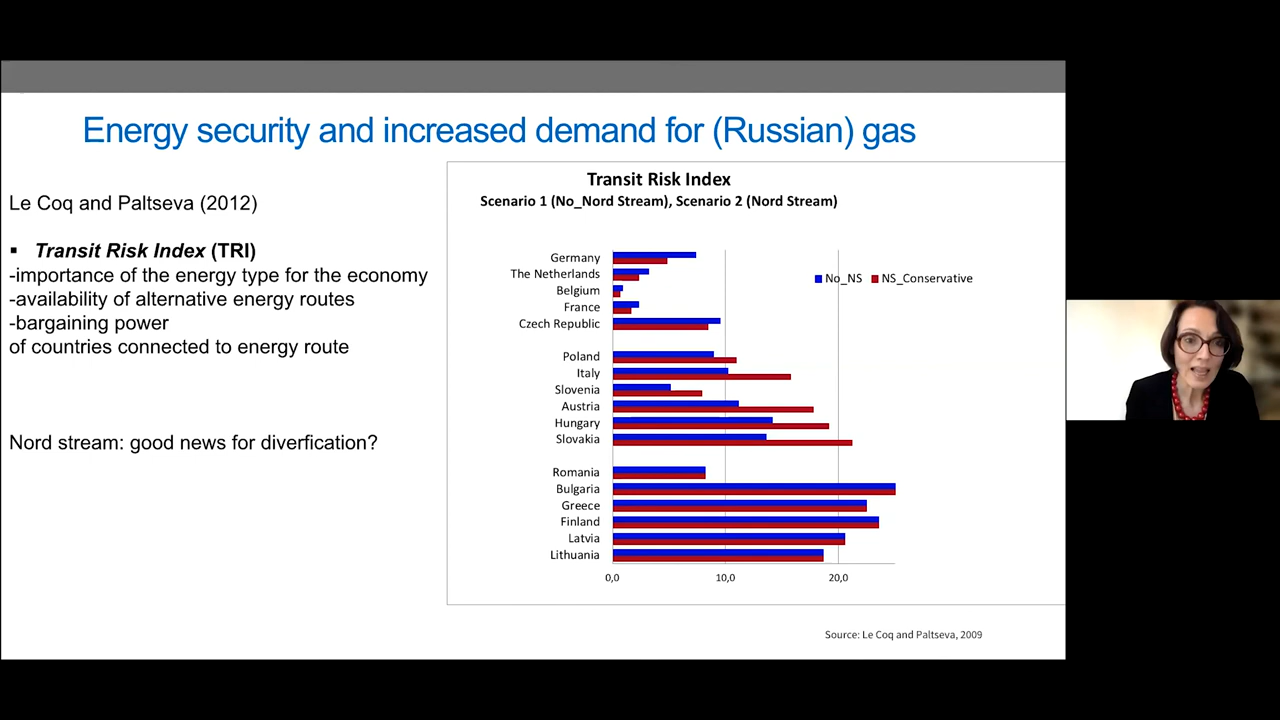 Energy security and increased demand for (Russian) gas
Le Coq and Paltseva (2012)
▪ Transit Risk Index (TRI)
-importance of the energy type for the economy
-availability of alternative energy routes
-bargaining power
of countries connected to energy route
Nord stream: good news for diverfication?
Transit Risk Index
Scenario 1 (No_Nord Stream), Scenario 2 (Nord Stream)
Germany
The Netherlands
Belgium
France
Czech Republic
Poland
Italy
Slovenia
Austria
Hungary
Slovakia
Romania
Bulgaria
Greece
Finland
Latvia
Lithuania
No_NS NS_Conservative
0,0 10,0 20,0
Source: Le Coq and Paltseva, 2009